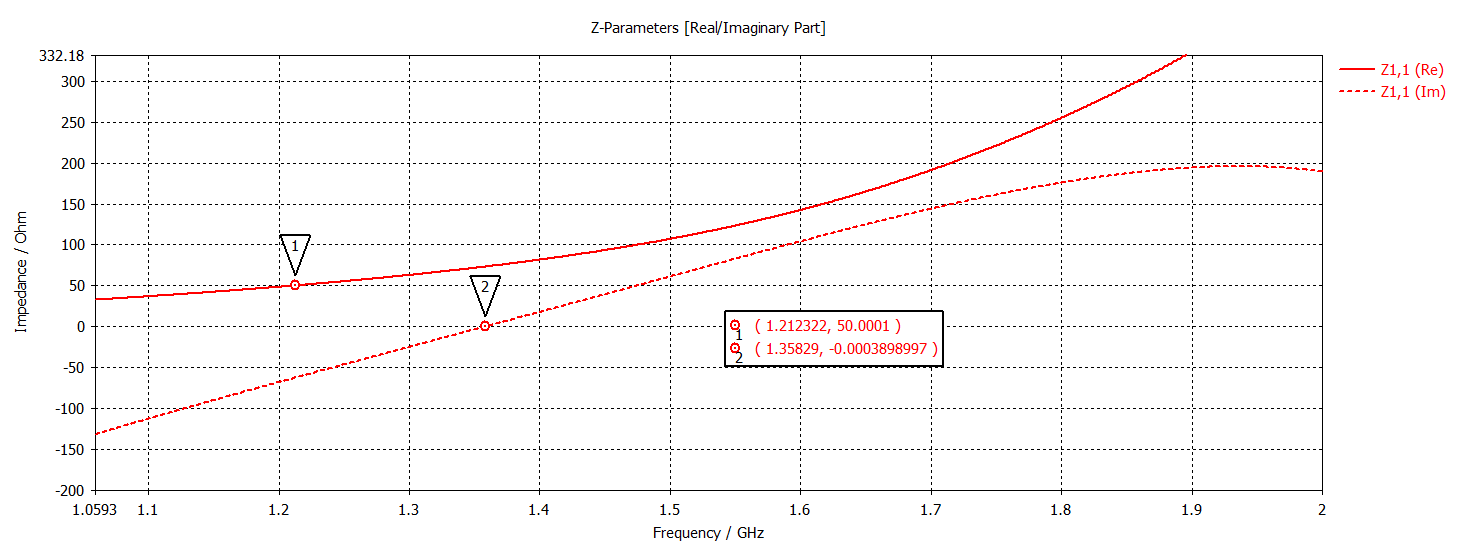 Z-Parameters [Real/Imaginary Part]
332.18
300
250
200
150
100
50
0
-50
-100
-150
-200
Impedance / Ohm
1
2
1 ( 1.212322, 50.0001 )
2 ( 1.35829, -0.0003898997 )
Z1,1 (Re)
Z1,1 (Im)
1.0593 1.1 1.2 1.3 1.4 1.5 1.6 1.7 1.8 1.9 2
Frequency / GHz